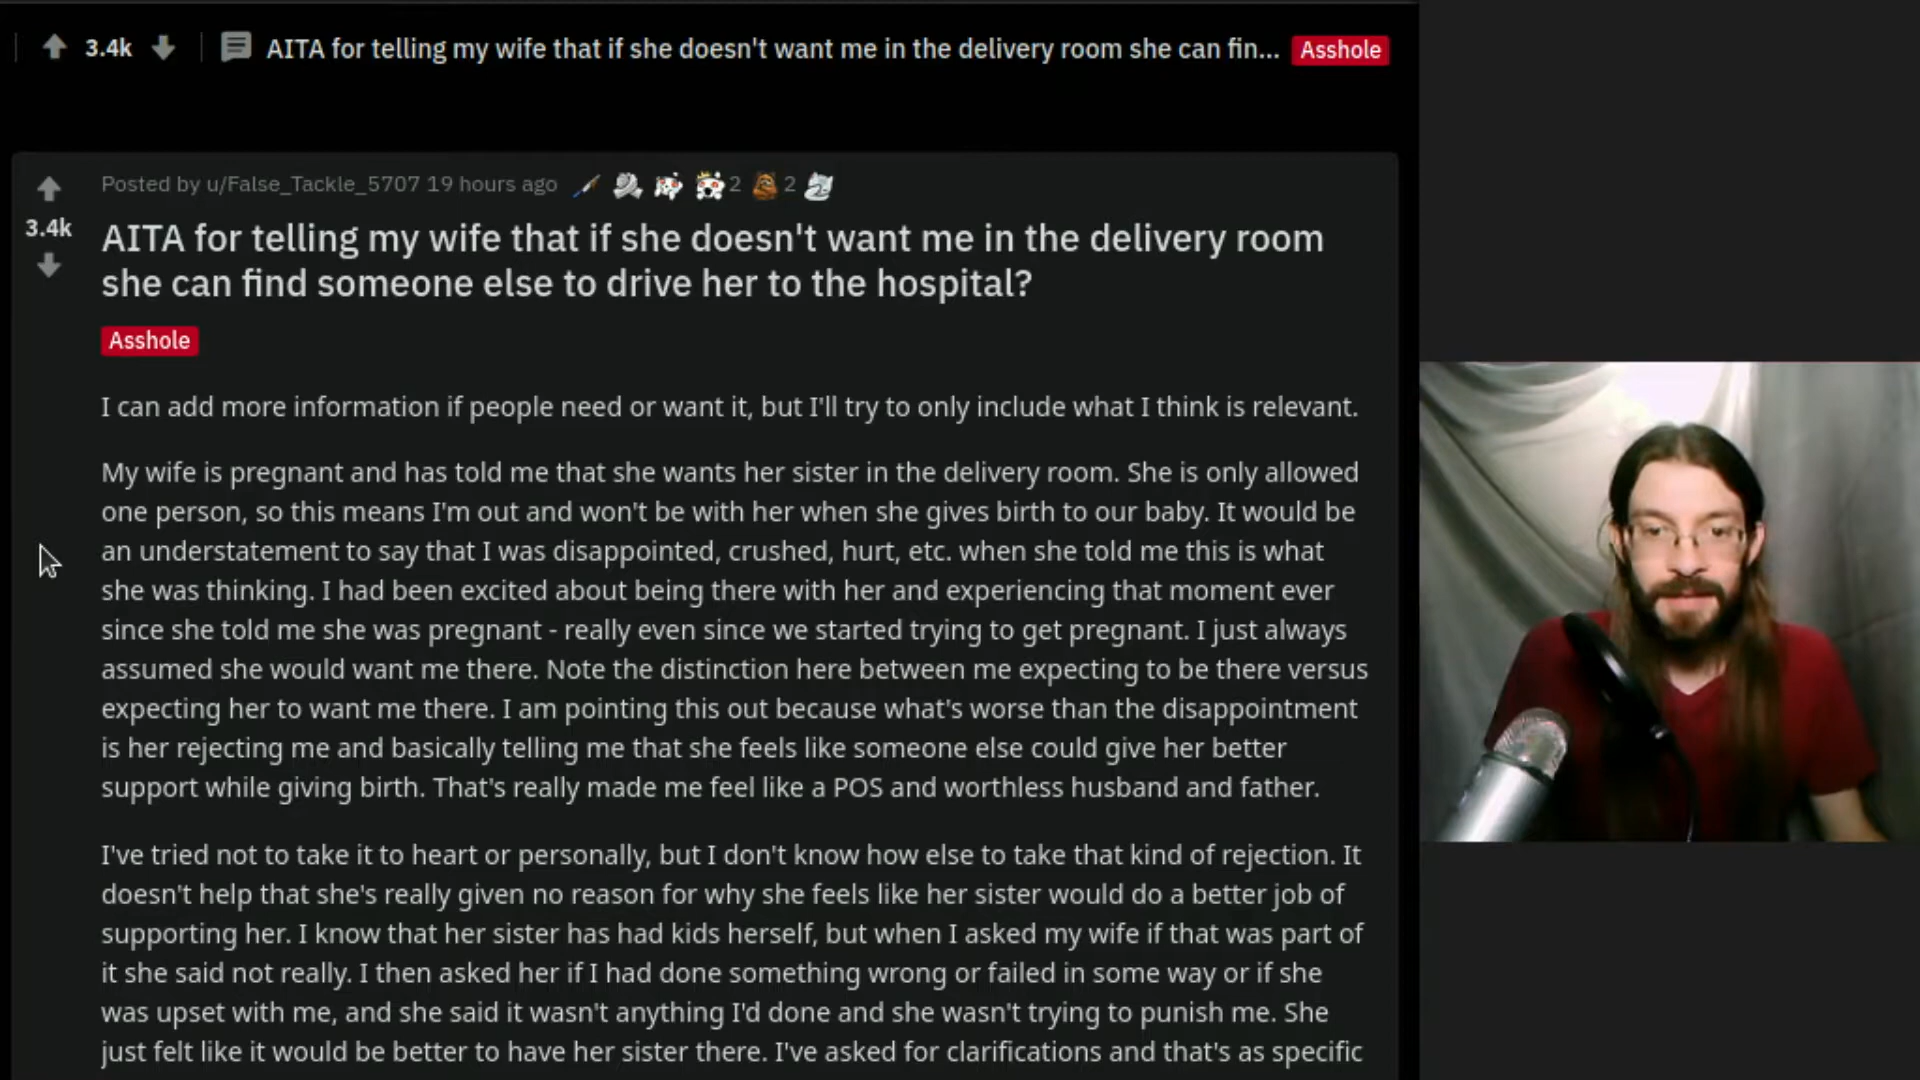 3.4k AITA for telling my wife that if she doesn't want me in the delivery room she can fin... Asshole
Posted by u/False_Tackle_5707 19 hours ago 2 2
3.4k
AITA for telling my wife that if she doesn't want me in the delivery room
she can find someone else to drive her to the hospital?
Asshole
I can add more information if people need or want it, but I'll try to only include what I think is relevant.
My wife is pregnant and has told me that she wants her sister in the delivery room. She is only allowed
one person, so this means I'm out and won't be with her when she gives birth to our baby. It would be
an understatement to say that I was disappointed, crushed, hurt, etc. when she told me this is what
she was thinking. I had been excited about being there with her and experiencing that moment ever
since she told me she was pregnant - really even since we started trying to get pregnant. I just always
assumed she would want me there. Note the distinction here between me expecting to be there versus
expecting her to want me there. I am pointing this out because what's worse than the disappointment
is her rejecting me and basically telling me that she feels like someone else could give her better
support while giving birth. That's really made me feel like a POS and worthless husband and father.
I've tried not to take it to heart or personally, but I don't know how else to take that kind of rejection. It
doesn't help that she's really given no reason for why she feels like her sister would do a better job of
supporting her. I know that her sister has had kids herself, but when I asked my wife if that was part of
it she said not really. I then asked her if I had done something wrong or failed in some way or if she
was upset with me, and she said it wasn't anything I'd done and she wasn't trying to punish me. She
just felt like it would be better to have her sister there. I've asked for clarifications and that's as specific